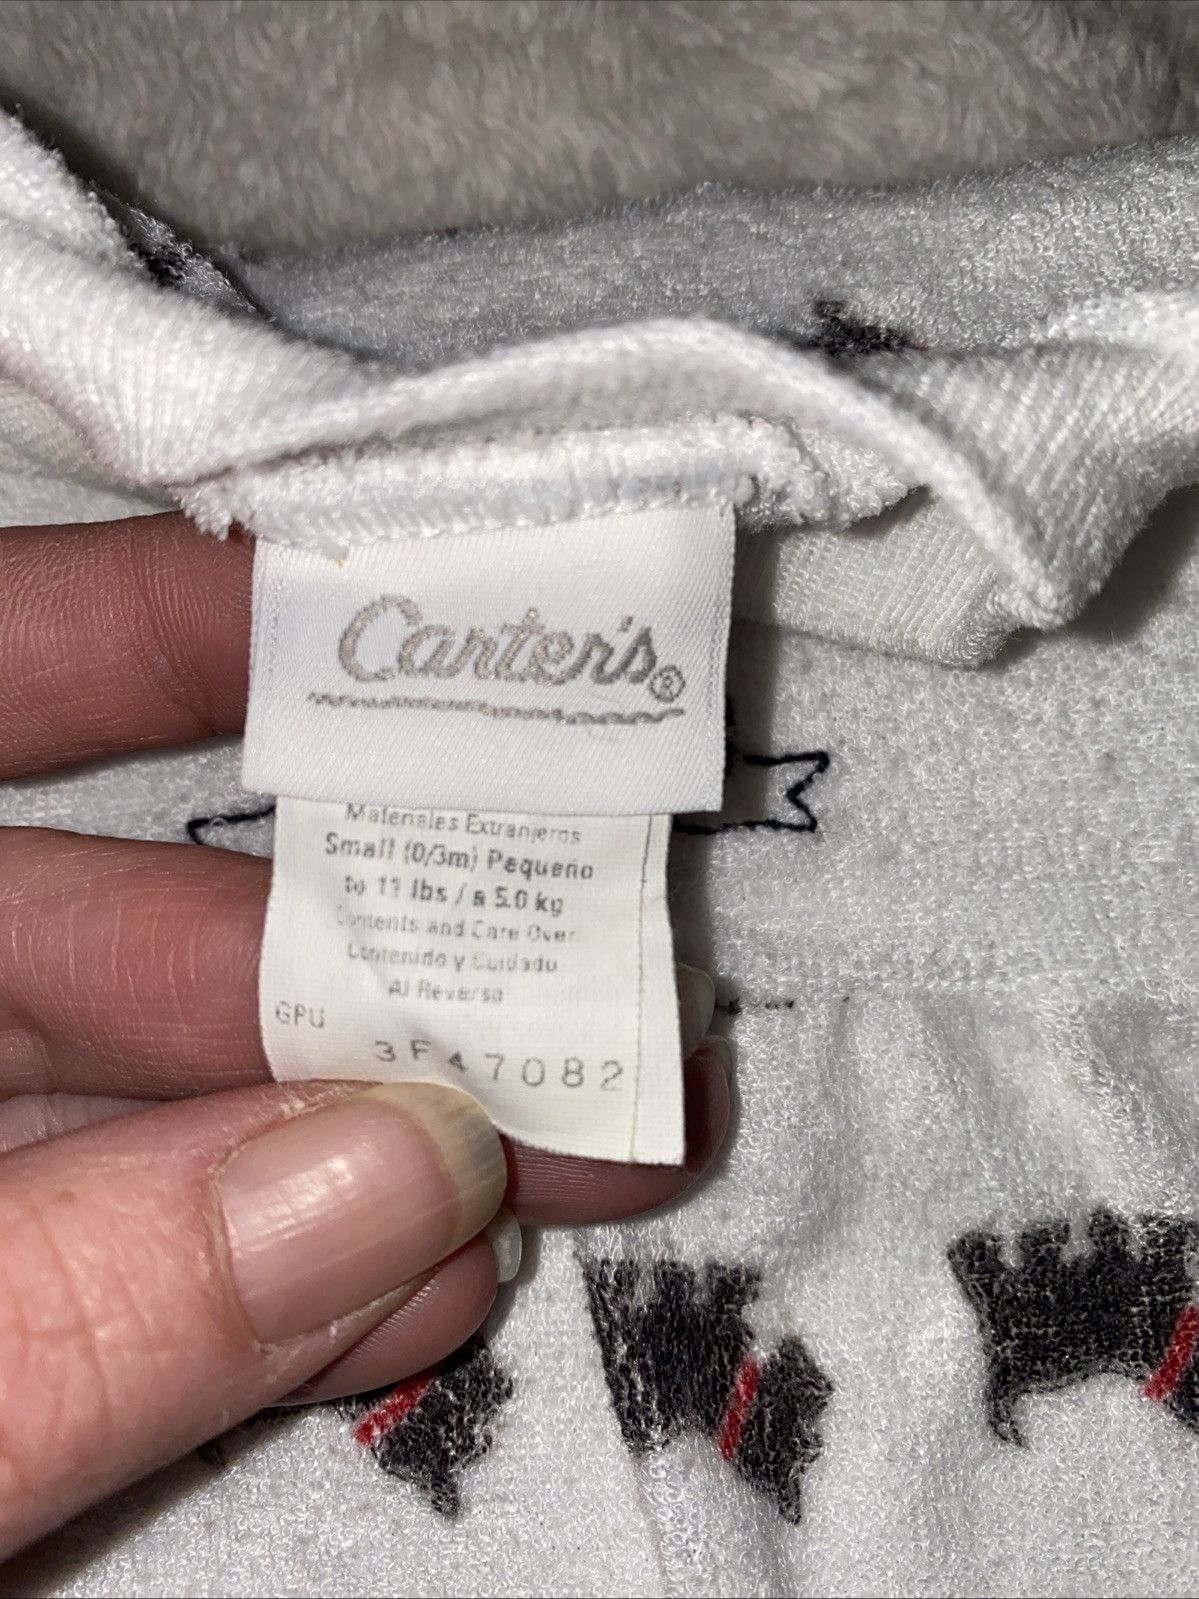 Carter's®
Materiales Extranjeros
Small (0/3m) Pequeño
to 11 lbs / a 5.0 kg
Contents and Care Over
Contenido y Cuidado
Al Reverso
GPU
3F47082